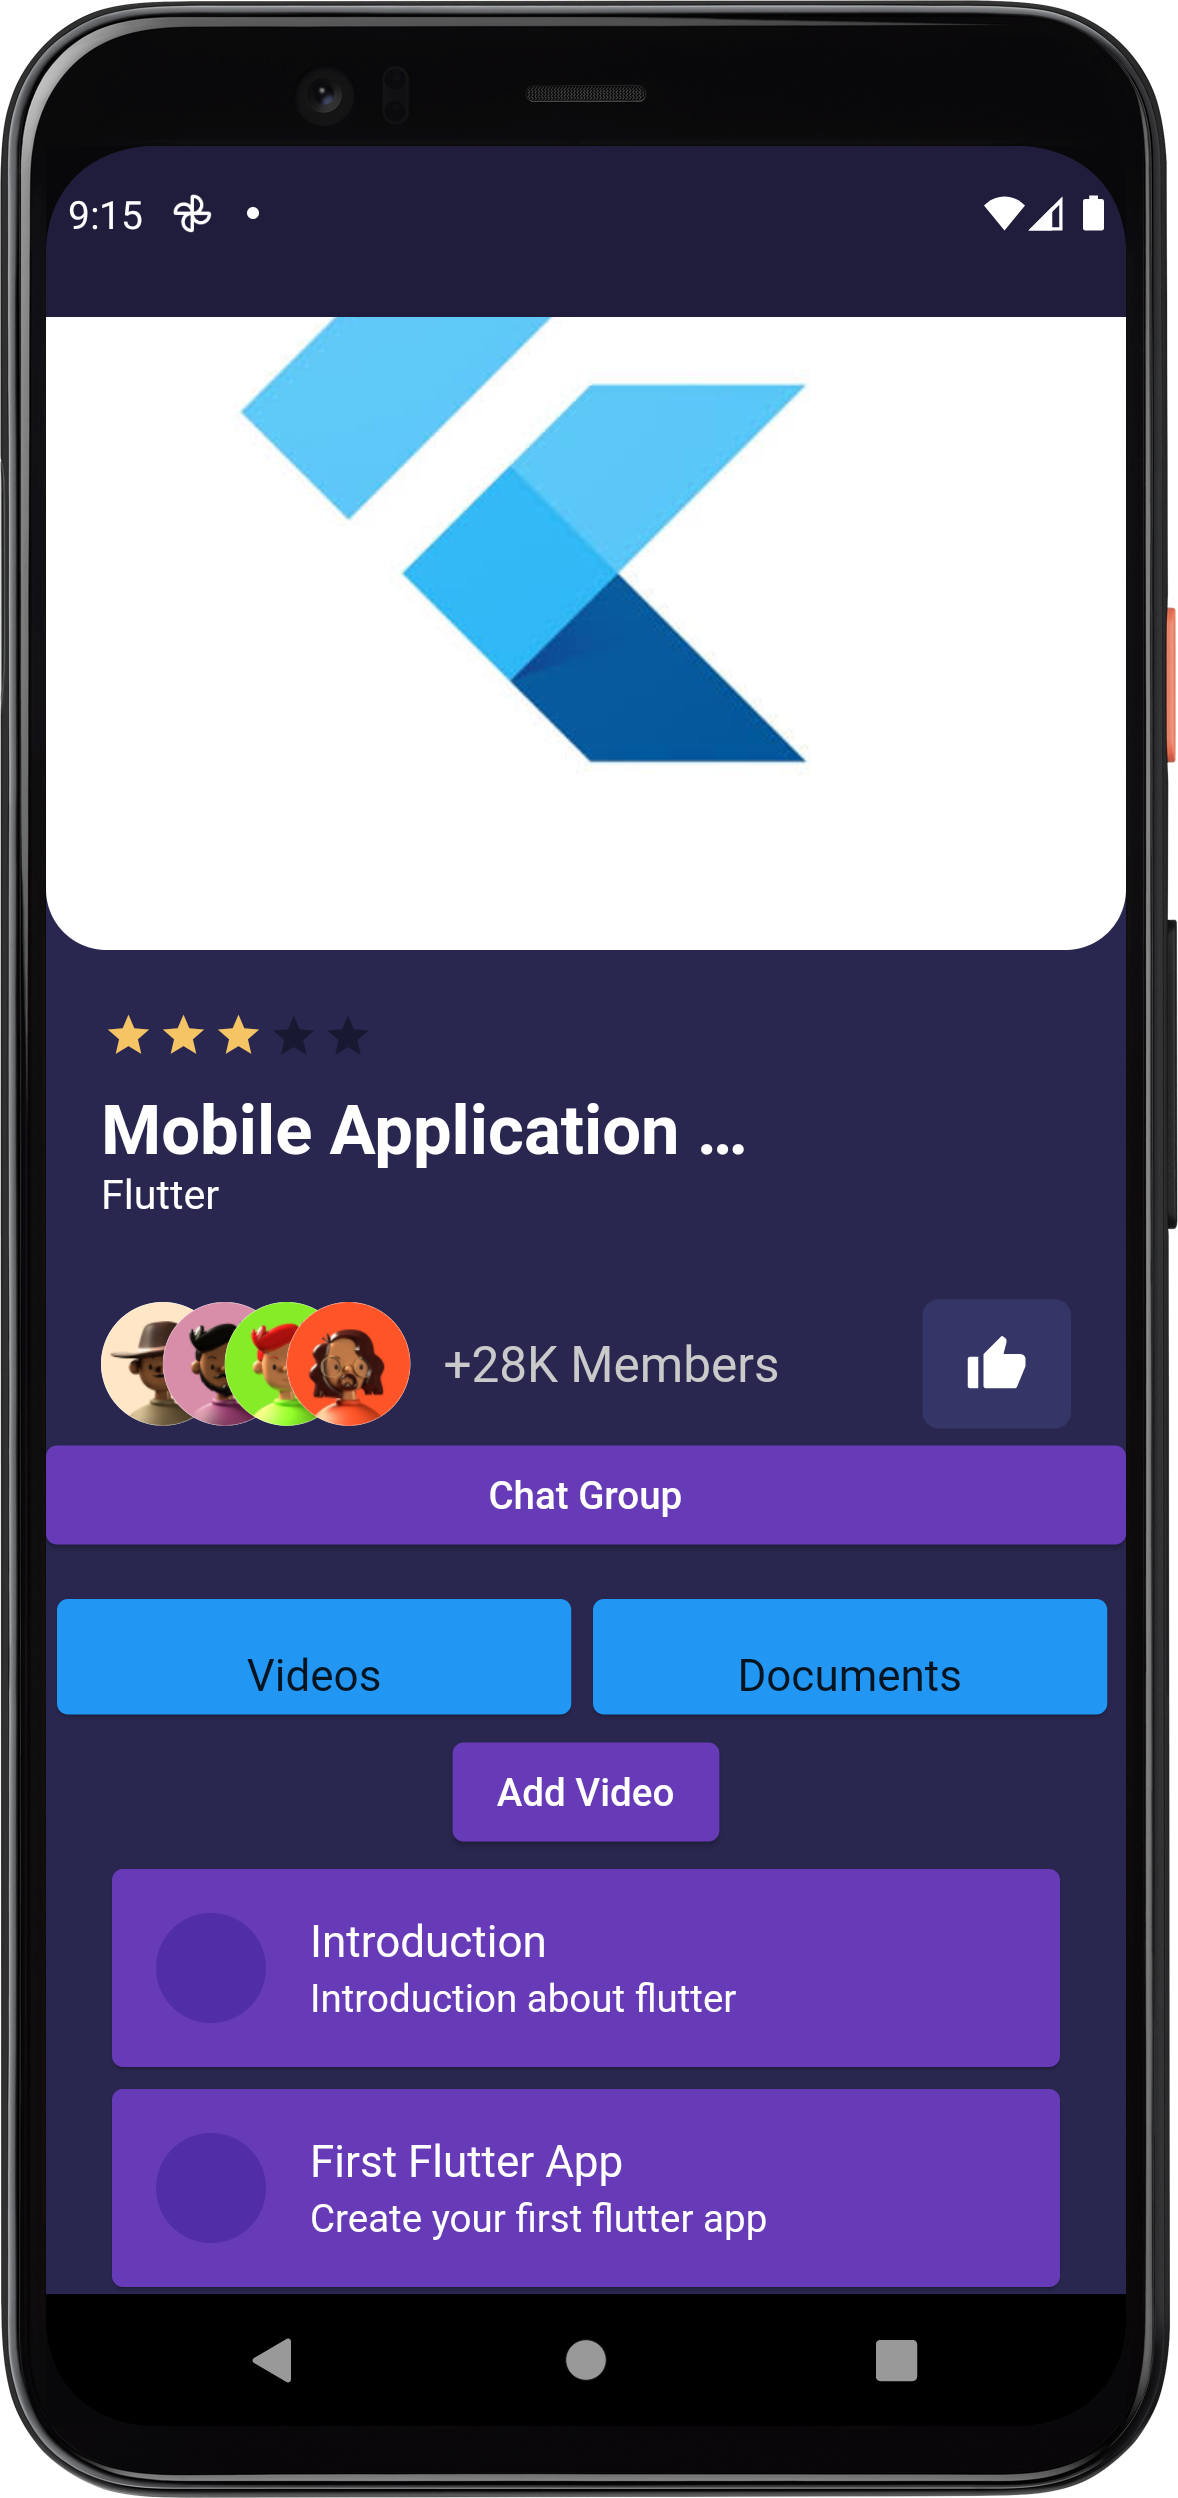 9:15
Mobile Application ...
Flutter
+28K Members
Chat Group
Videos
Documents
Add Video
Introduction
Introduction about flutter
First Flutter App
Create your first flutter app